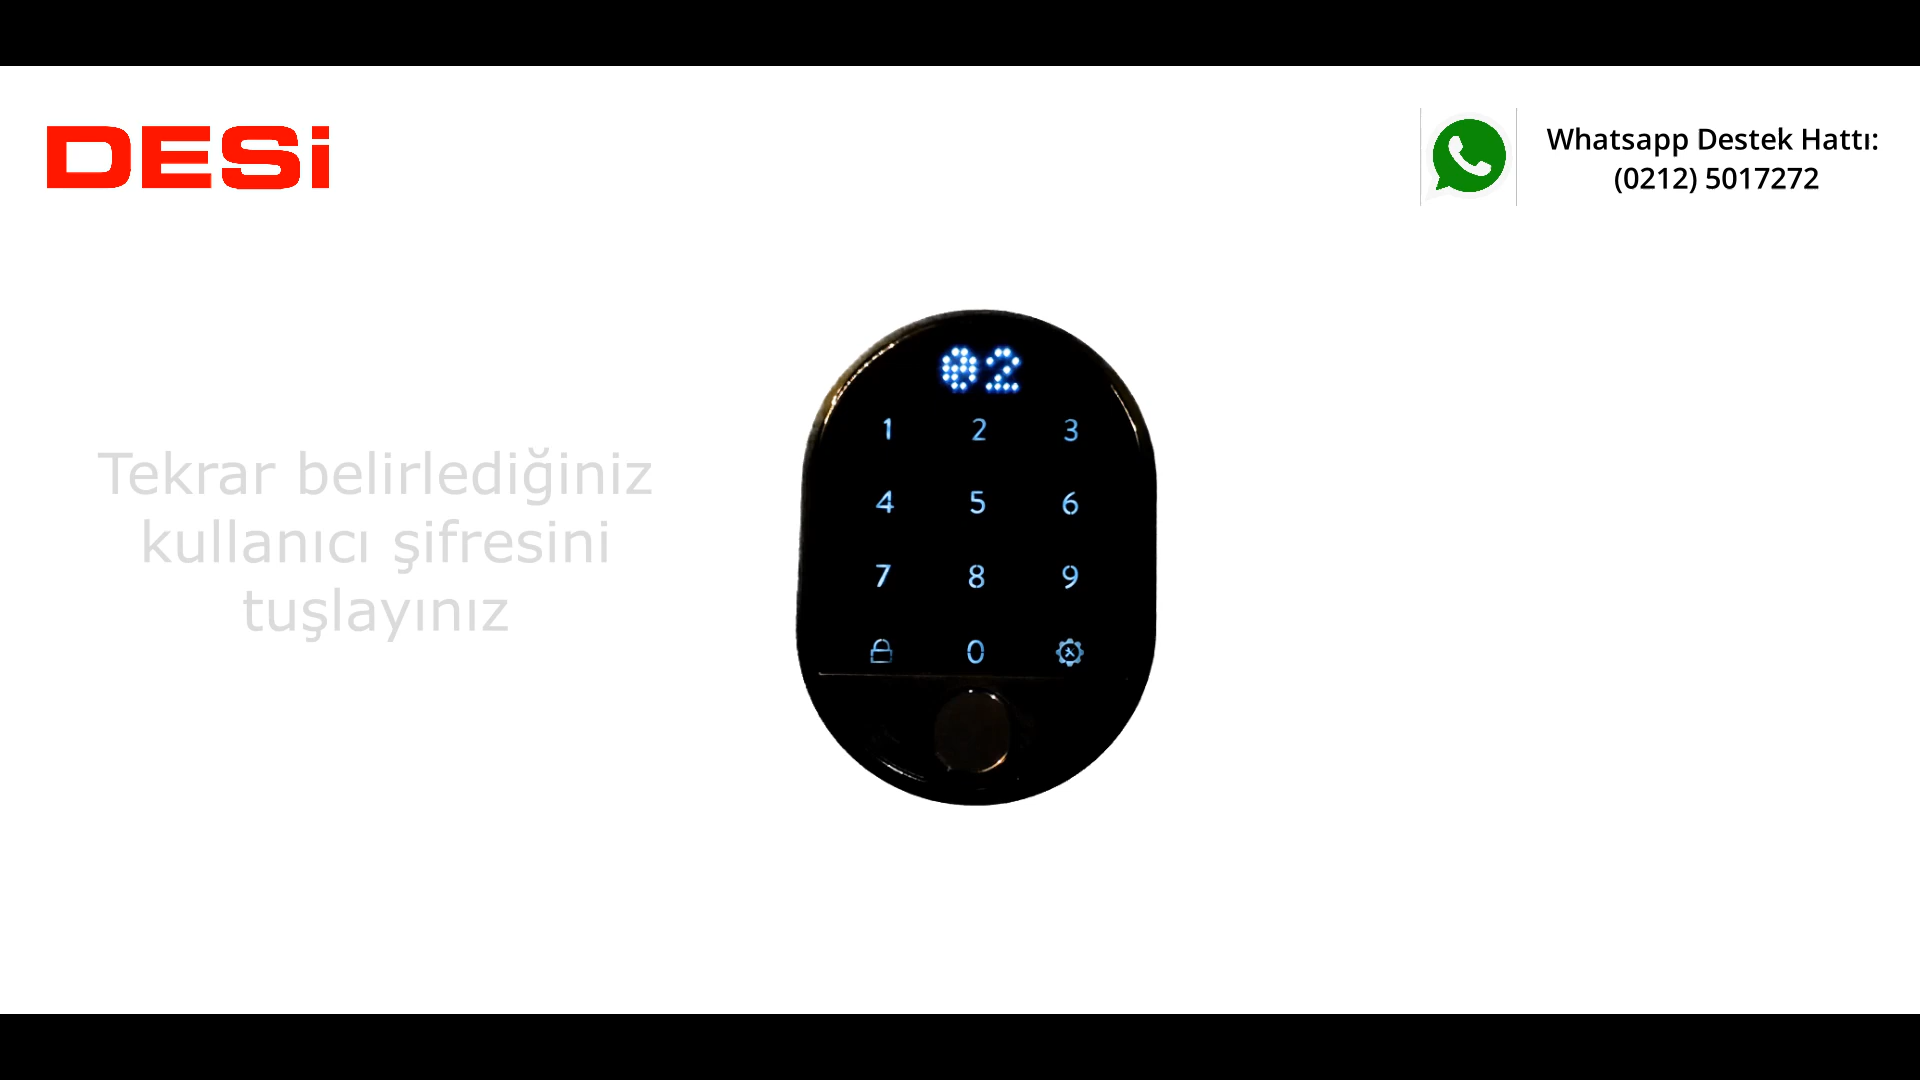 DESi
Whatsapp Destek Hattı:
(0212) 5017272
Tekrar belirlediğiniz
kullanıcı şifresini
tuşlayınız
02
1 2 3
4 5 6
7 8 9
0